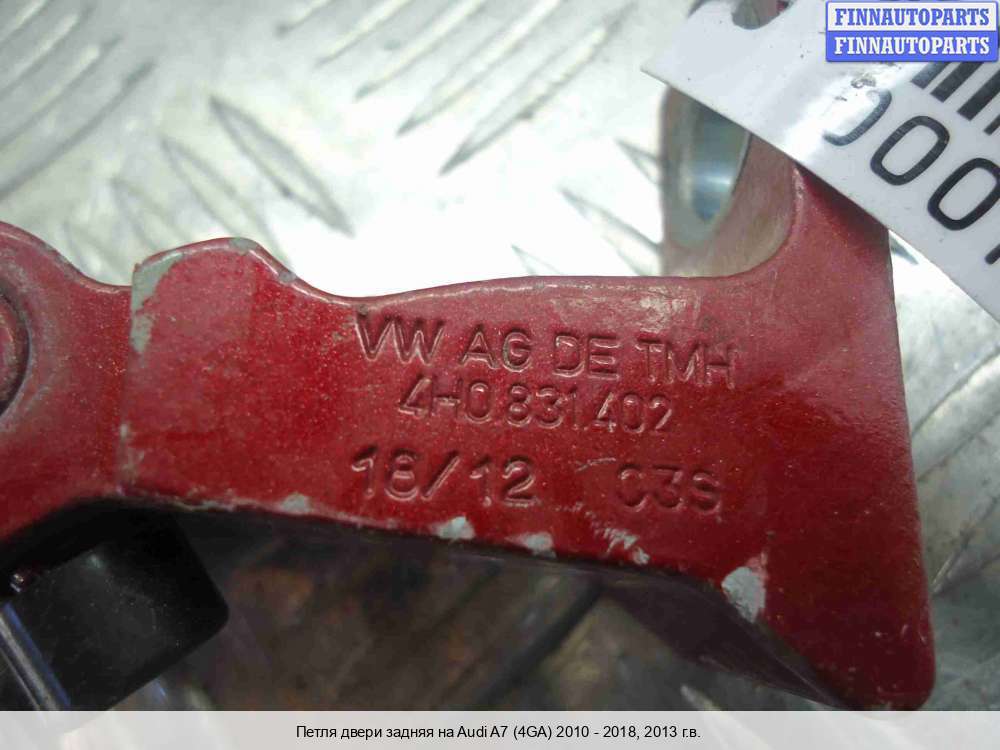 FINNAUTOPARTS
FINNAUTOPARTS
VW AG DE TMH
4H0.831.402
16/12 03S
Петля двери задняя на Audi A7 (4GA) 2010 - 2018, 2013 г.в.